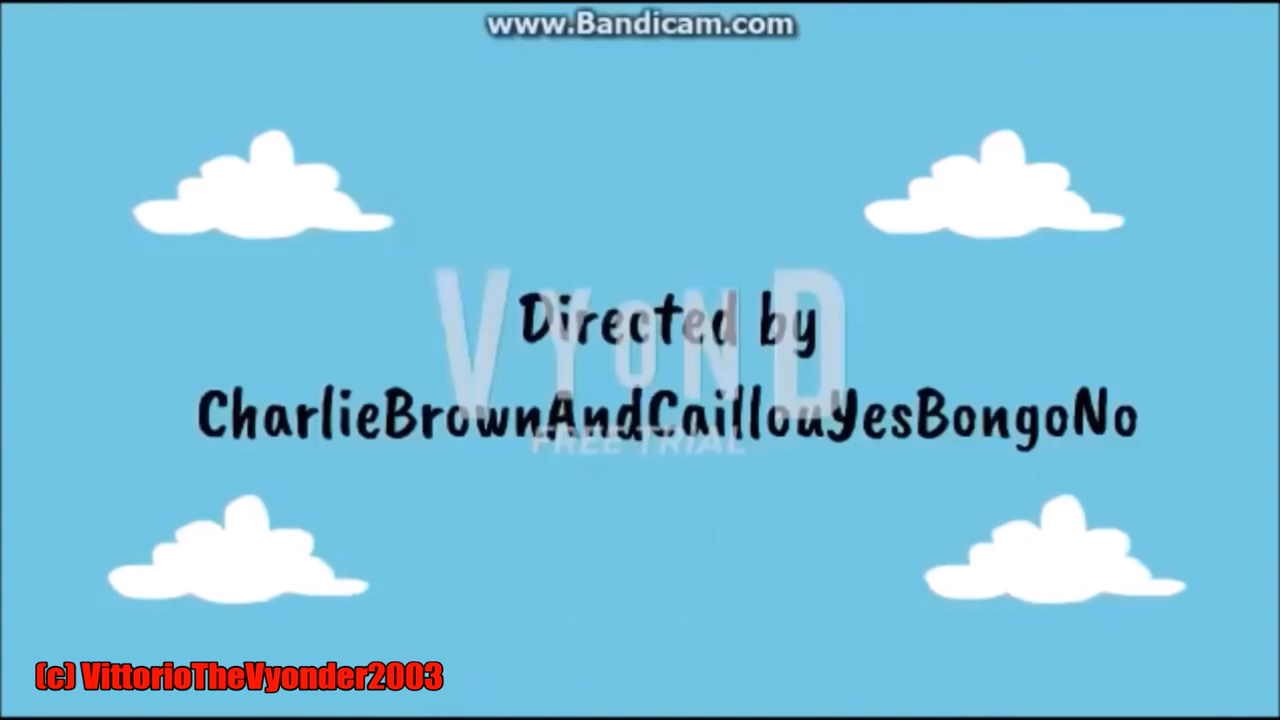 www.Bandicam.com
VYOND
Directed by
CharlieBrownAndCaillouYesBongoNo
FREE TRIAL
(c) VittorioTheVyonder2003